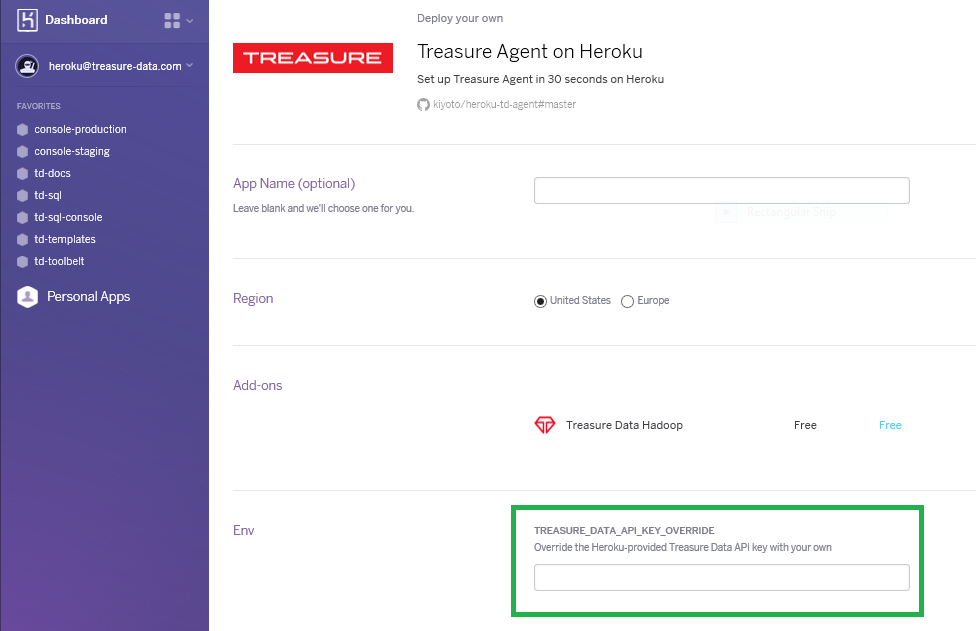 Dashboard
heroku@treasure-data.com
FAVORITES
console-production
console-staging
td-docs
td-sql
td-sql-console
td-templates
td-toolbelt
Personal Apps
TREASURE
Deploy your own
Treasure Agent on Heroku
Set up Treasure Agent in 30 seconds on Heroku
kiyoto/heroku-td-agent#master
App Name (optional)
Leave blank and we'll choose one for you.
Rectangular Snip
Region
United States
Europe
Add-ons
Treasure Data Hadoop
Free
Free
Env
TREASURE_DATA_API_KEY_OVERRIDE
Override the Heroku-provided Treasure Data API key with your own